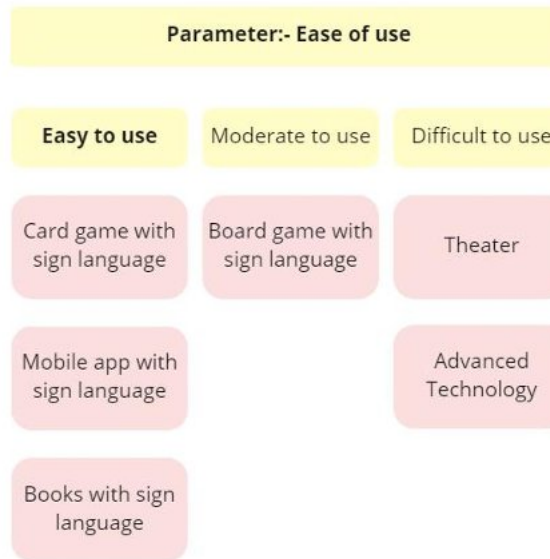 Parameter:- Ease of use
Easy to use
Moderate to use
Difficult to use
Card game with
sign language
Board game with
sign language
Theater
Mobile app with
sign language
Advanced
Technology
Books with sign
language